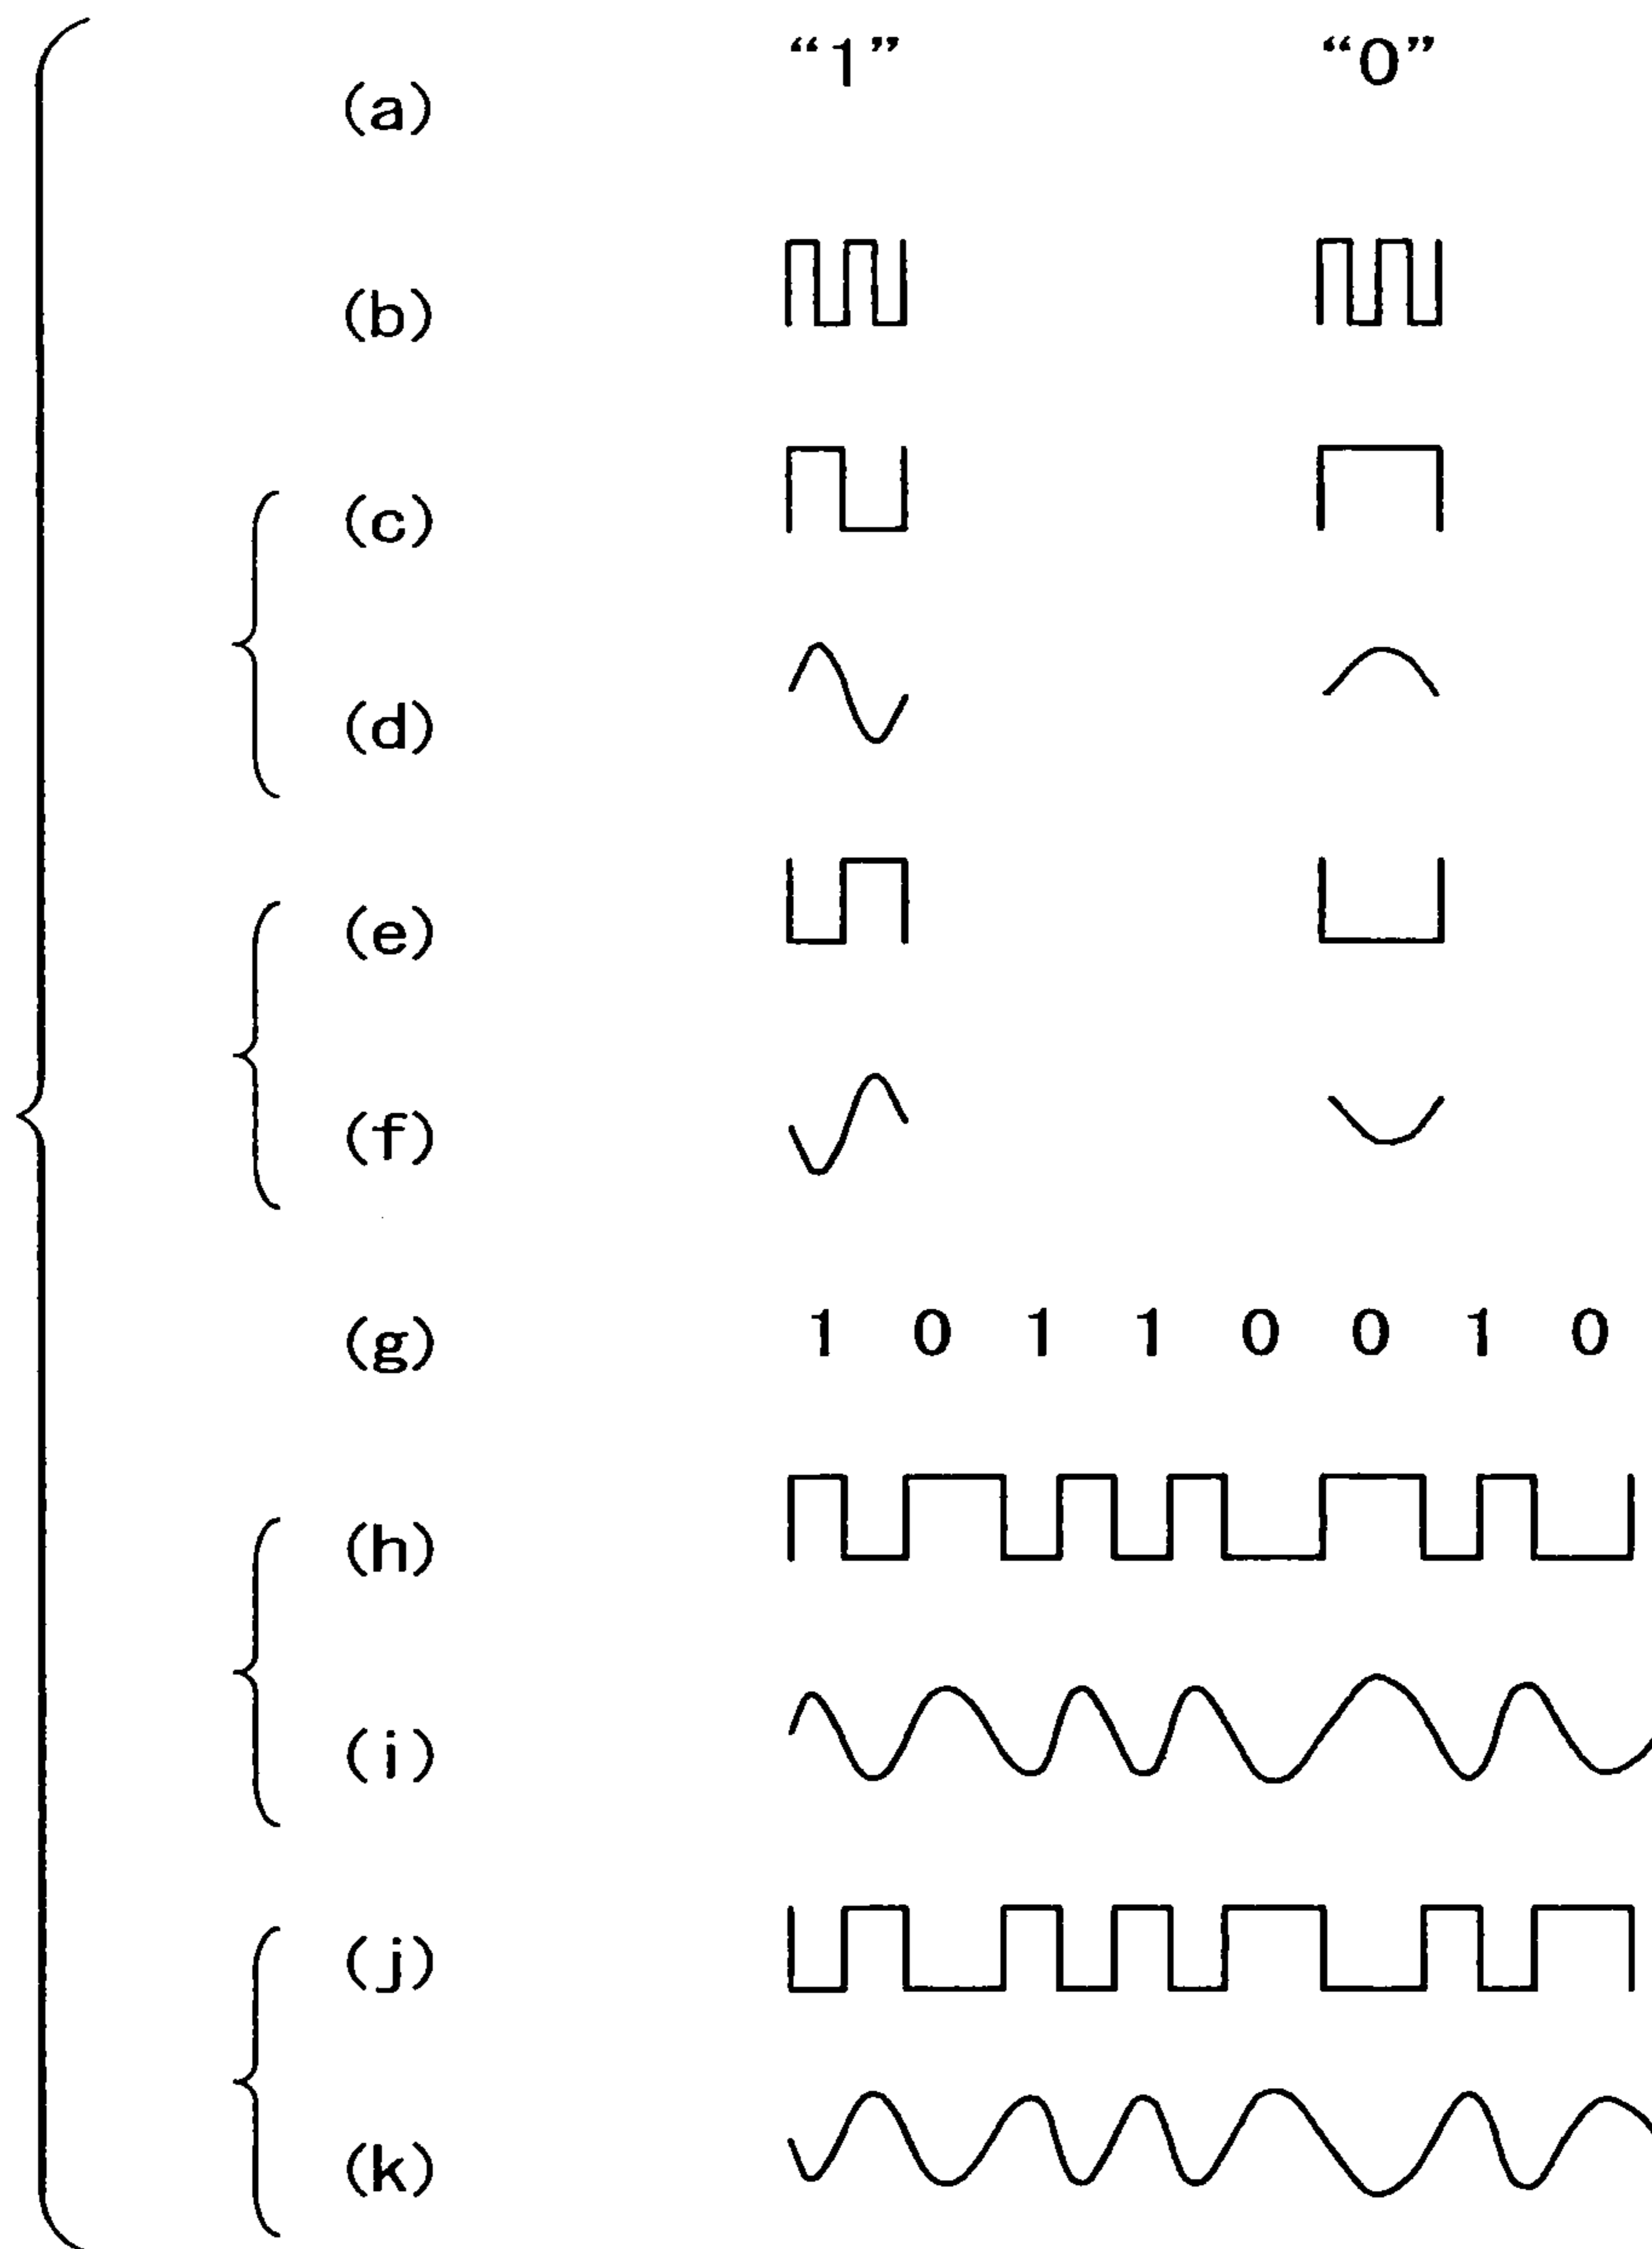 “1” “0”
(a)
(b)
(c)
(d)
(e)
(f)
(g) 1 0 1 1 0 0 1 0
(h)
(i)
(j)
(k)